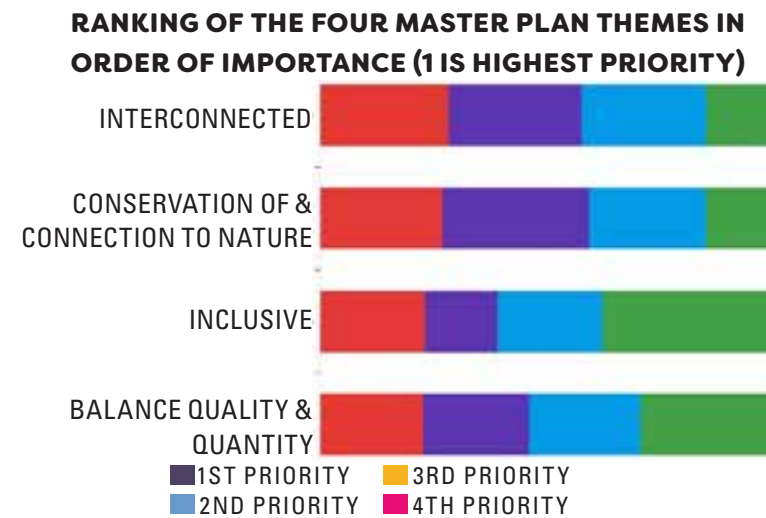 RANKING OF THE FOUR MASTER PLAN THEMES IN
ORDER OF IMPORTANCE (1 IS HIGHEST PRIORITY)
INTERCONNECTED
CONSERVATION OF &
CONNECTION TO NATURE
INCLUSIVE
BALANCE QUALITY &
QUANTITY
1ST PRIORITY
3RD PRIORITY
2ND PRIORITY
4TH PRIORITY